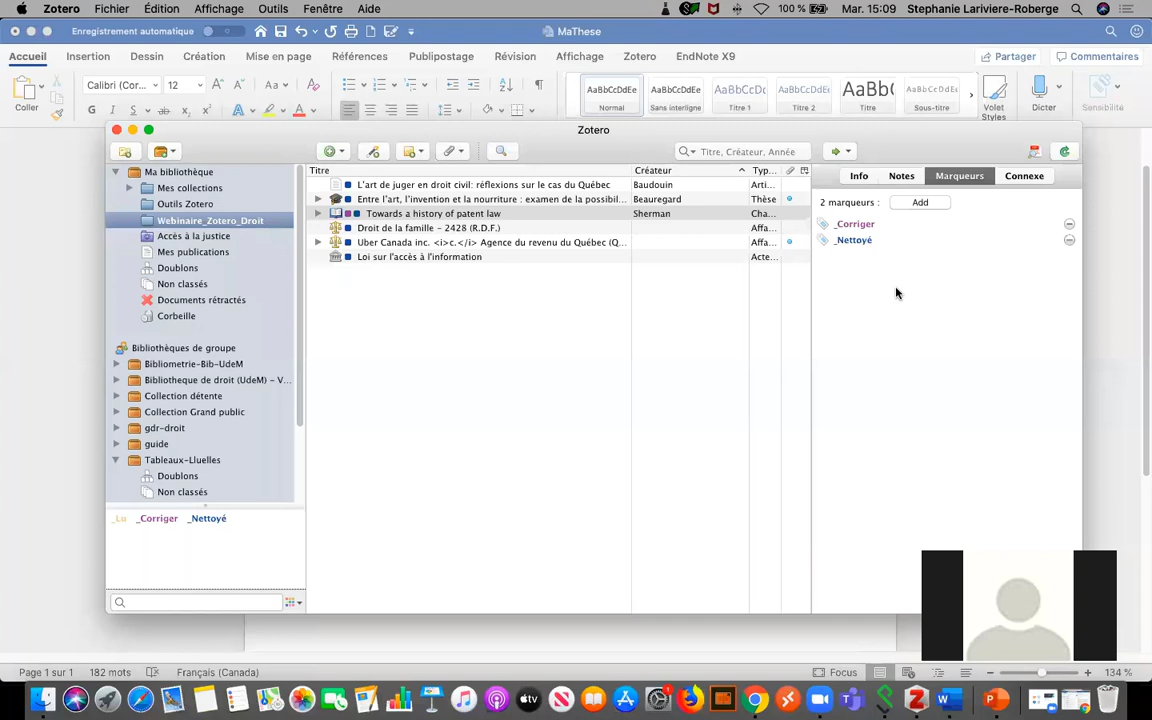 Zotero Fichier Édition Affichage Outils Fenêtre Aide 100 % Mar. 15:09 Stephanie Lariviere-Roberge
Enregistrement automatique MaThese
Accueil Insertion Dessin Création Mise en page Références Publipostage Révision Affichage Zotero EndNote X9 Partager Commentaires
Calibri (Cor... 12 A A Aa A
Coller
G I S ab x₂ x² A A
AaBbCcDdEe AaBbCcDdEe AaBbCcDc AaBbCcDdEe AaBb( AaBbCcDdEe
Normal Sans interligne Titre 1 Titre 2 Titre Sous-titre
Volet Styles Dicter Sensibilité
Zotero
Titre, Créateur, Année
Ma bibliothèque
Mes collections
Outils Zotero
Webinaire_Zotero_Droit
Accès à la justice
Mes publications
Doublons
Non classés
Documents rétractés
Corbeille
Bibliothèques de groupe
Bibliometrie-Bib-UdeM
Bibliotheque de droit (UdeM) - V...
Collection détente
Collection Grand public
gdr-droit
guide
Tableaux-Lluelles
Doublons
Non classés
_Lu _Corriger _Nettoyé
Titre Créateur Typ...
L'art de juger en droit civil: réflexions sur le cas du Québec Baudouin Arti...
Entre l'art, l'invention et la nourriture : examen de la possibil... Beauregard Thèse
Towards a history of patent law Sherman Cha...
Droit de la famille - 2428 (R.D.F.) Affa...
Uber Canada inc. <i>c.</i> Agence du revenu du Québec (Q... Affa...
Loi sur l'accès à l'information Acte...
Info Notes Marqueurs Connexe
2 marqueurs : Add
_Corriger
_Nettoyé
Page 1 sur 1 182 mots Français (Canada) Focus 134 %